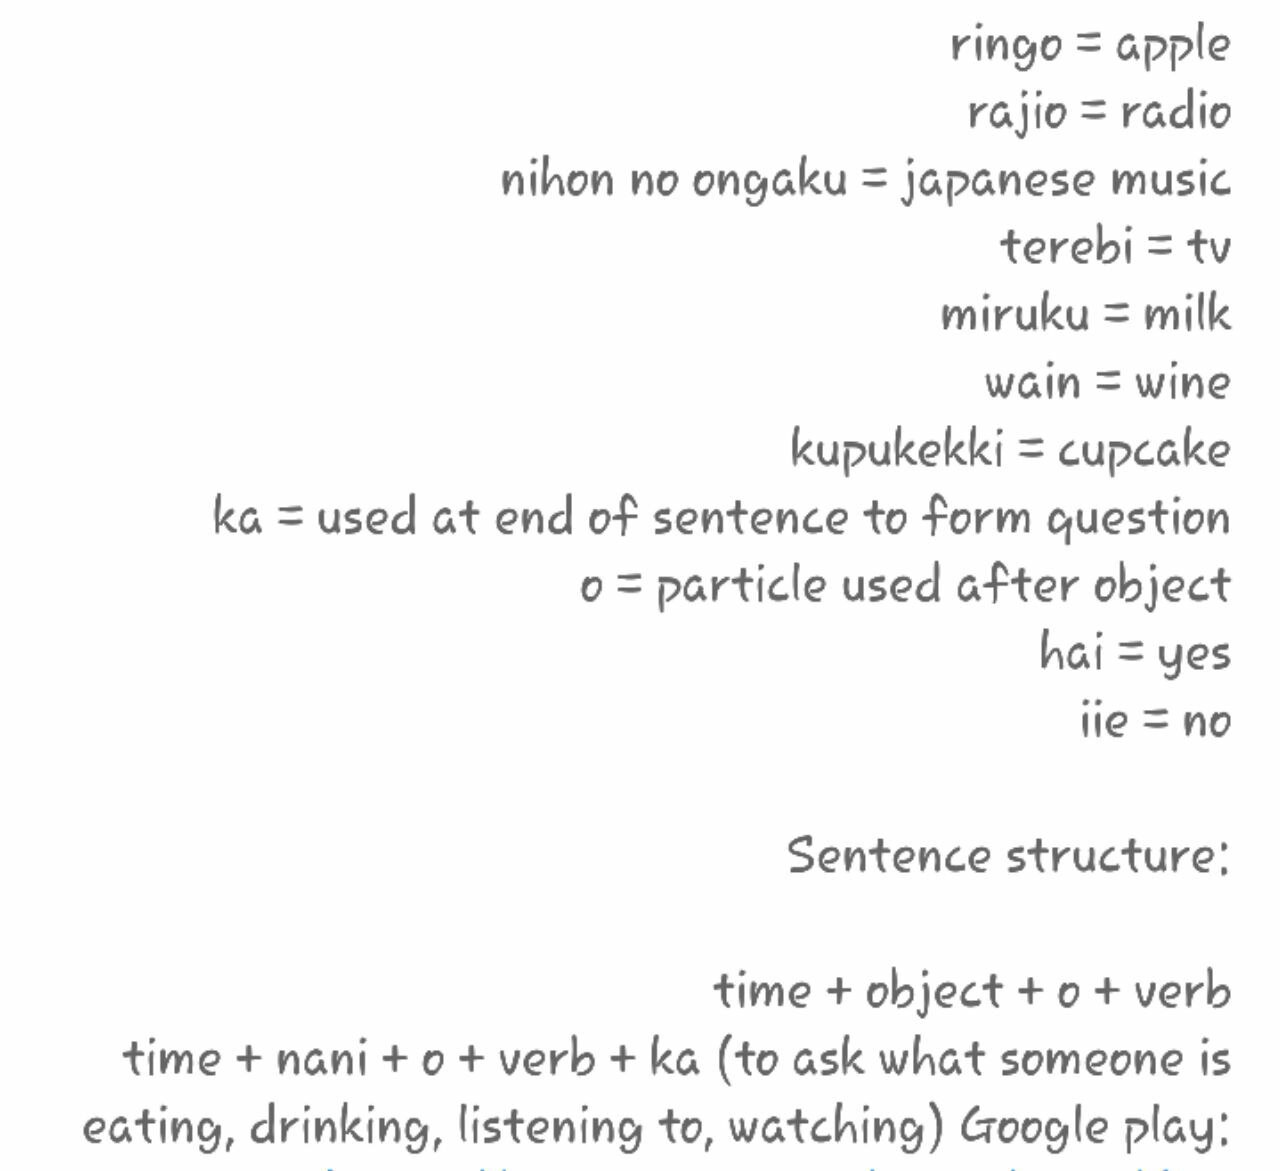 ringo = apple
rajio = radio
nihon no ongaku = japanese music
terebi = tv
miruku = milk
wain = wine
kupukekki = cupcake
ka = used at end of sentence to form question
o = particle used after object
hai = yes
iie = no
Sentence structure:
time + object + o + verb
time + nani + o + verb + ka (to ask what someone is
eating, drinking, listening to, watching) Google play: